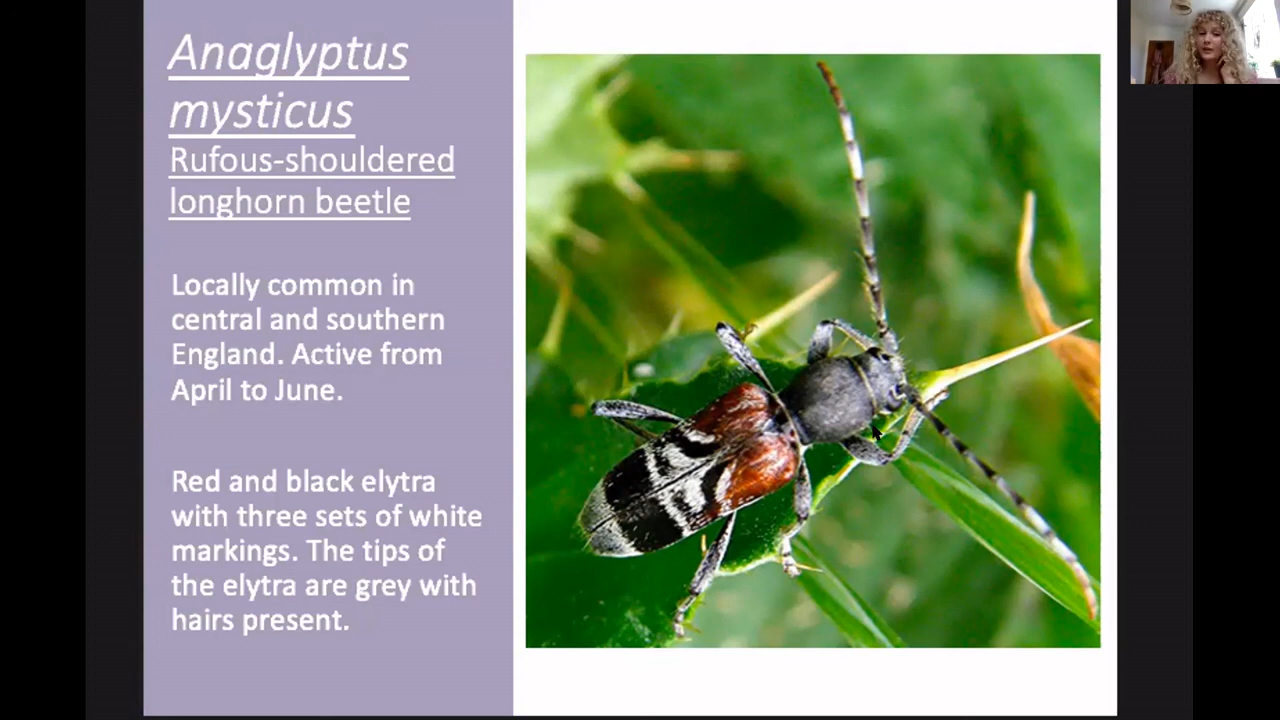 Anaglyptus
mysticus
Rufous-shouldered
longhorn beetle
Locally common in
central and southern
England. Active from
April to June.
Red and black elytra
with three sets of white
markings. The tips of
the elytra are grey with
hairs present.